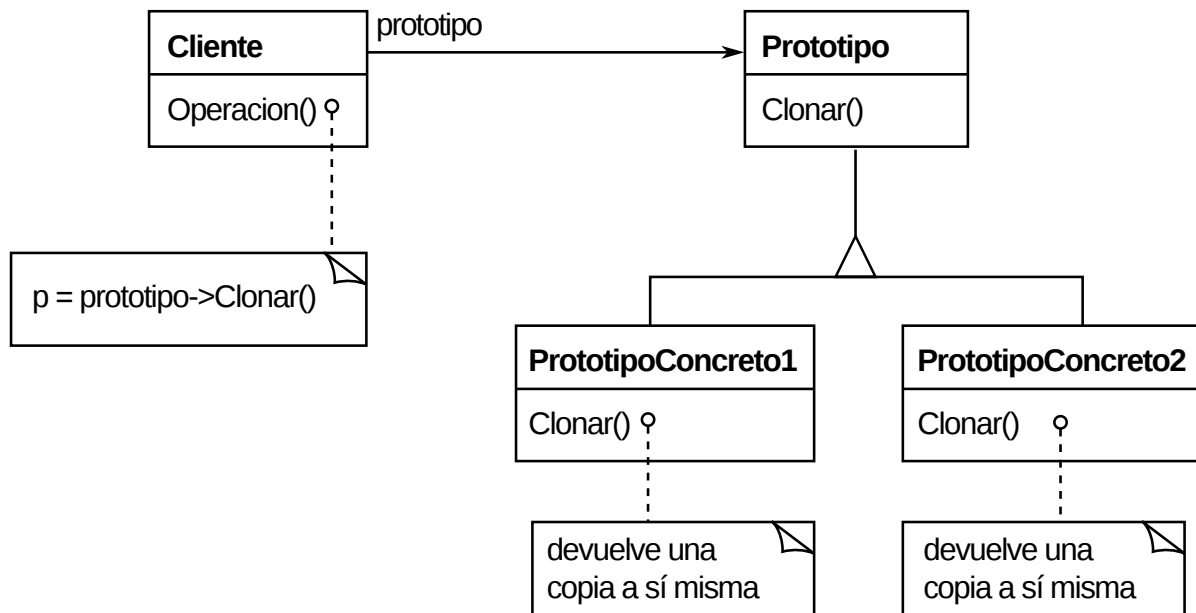 prototipo
Cliente
Operacion()
Prototipo
Clonar()
p = prototipo->Clonar()
PrototipoConcreto1
Clonar()
PrototipoConcreto2
Clonar()
devuelve una
copia a sí misma
devuelve una
copia a sí misma